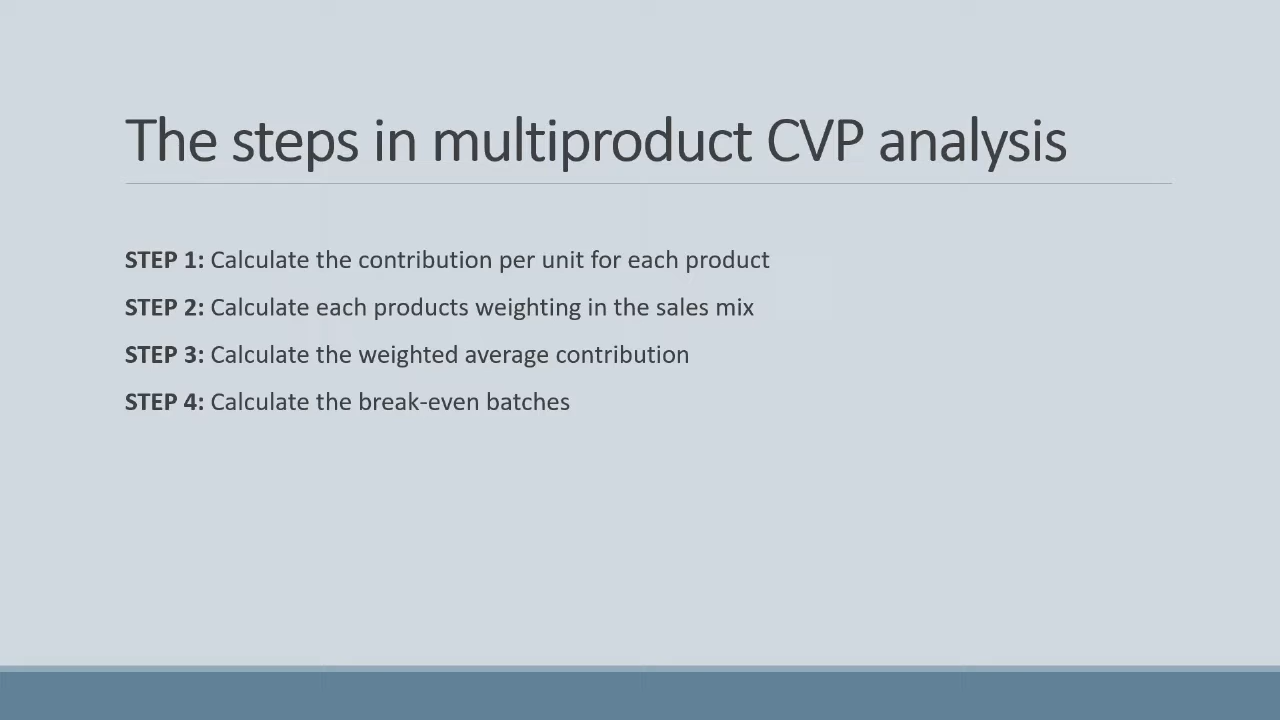 The steps in multiproduct CVP analysis
STEP 1: Calculate the contribution per unit for each product
STEP 2: Calculate each products weighting in the sales mix
STEP 3: Calculate the weighted average contribution
STEP 4: Calculate the break-even batches